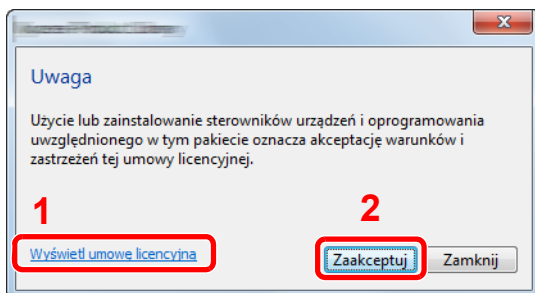 Uwaga
Użycie lub zainstalowanie sterowników urządzeń i oprogramowania
uwzględnionego w tym pakiecie oznacza akceptację warunków i
zastrzeżeń tej umowy licencyjnej.
1
2
Wyświetl umowę licencyjną
Zaakceptuj
Zamknij